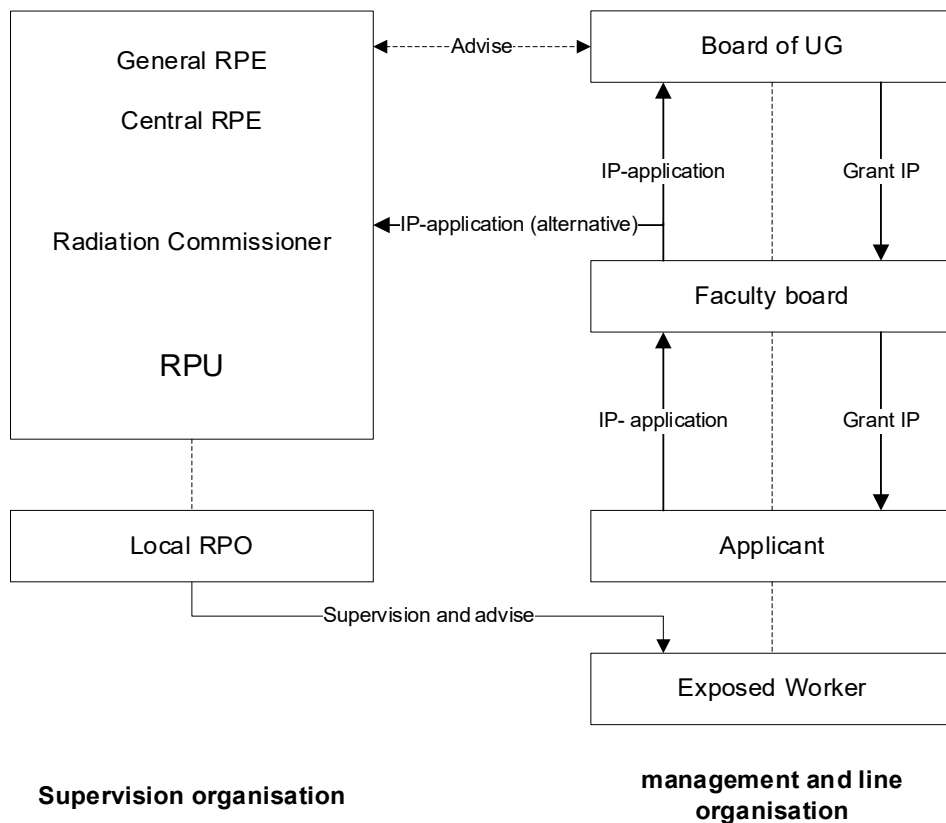 General RPE
Central RPE
Radiation Commissioner
RPU
Advise
Board of UG
IP-application
Grant IP
IP-application (alternative)
Faculty board
IP- application
Grant IP
Local RPO
Applicant
Supervision and advise
Exposed Worker
Supervision organisation
management and line
organisation